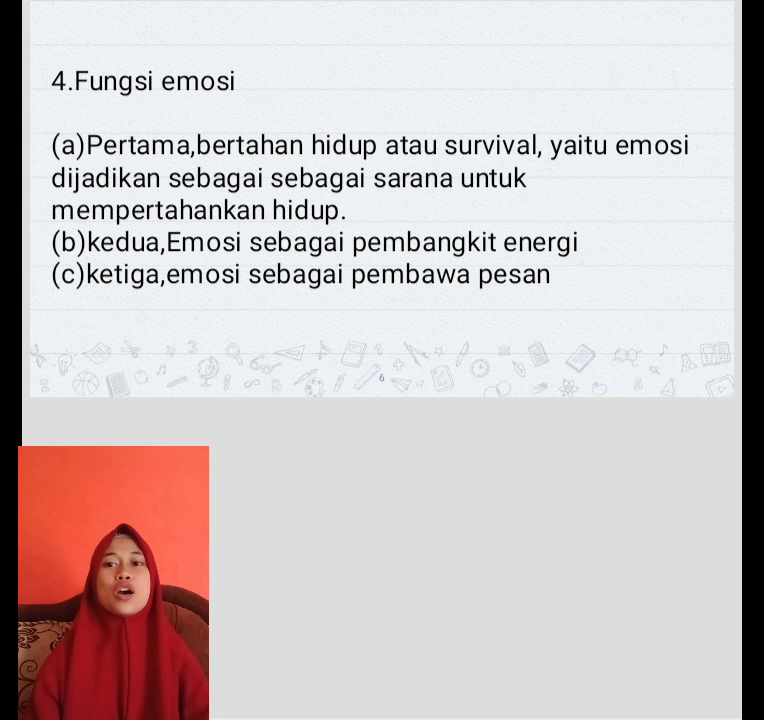 4.Fungsi emosi
(a)Pertama,bertahan hidup atau survival, yaitu emosi
dijadikan sebagai sebagai sarana untuk
mempertahankan hidup.
(b)kedua,Emosi sebagai pembangkit energi
(c)ketiga,emosi sebagai pembawa pesan
6